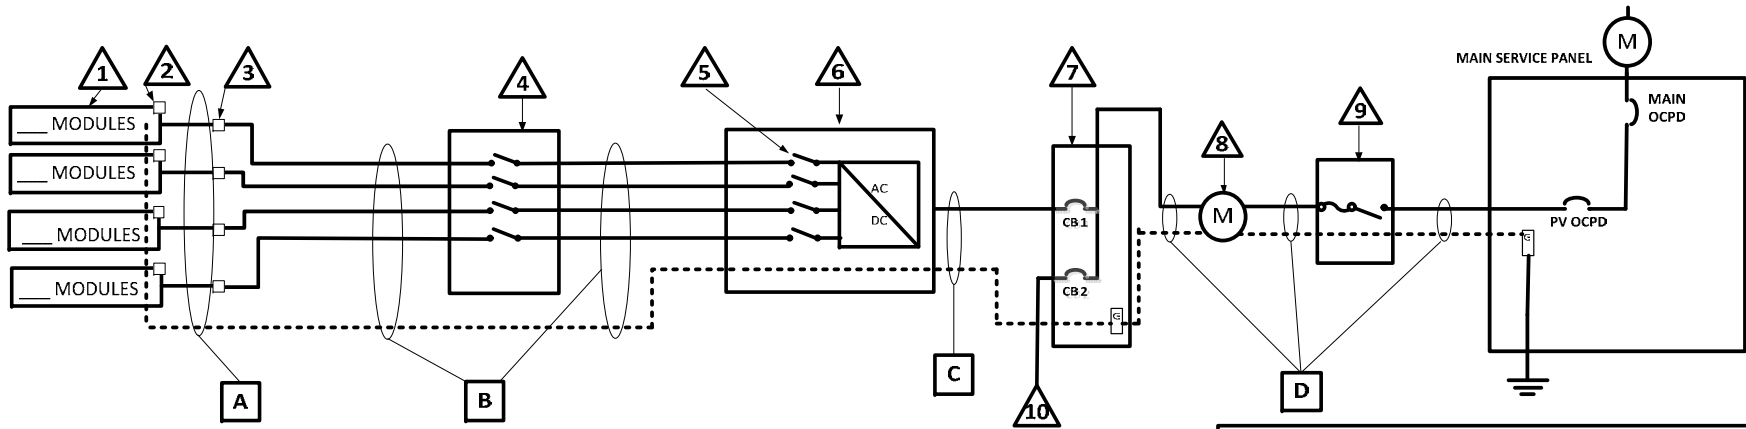 M
MAIN SERVICE PANEL
1
2
3
4
5
6
7
8
9
MAIN
OCPD
___ MODULES
___ MODULES
___ MODULES
___ MODULES
AC
DC
CB1
CB2
M
PV OCPD
G
G
A
B
C
D
10